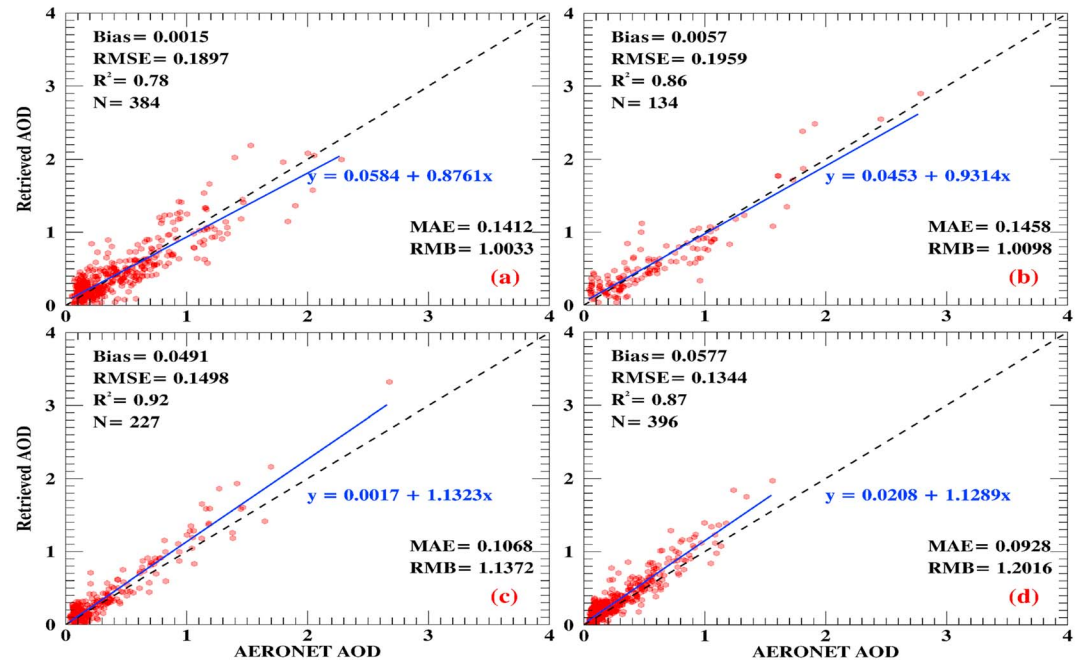 4
3
2
1
0
Retrieved AOD
Bias= 0.0015
RMSE= 0.1897
R²= 0.78
N= 384
y = 0.0584 + 0.8761x
MAE= 0.1412
RMB= 1.0033
(a)
0 1 2 3 4
4
3
2
1
0
Bias= 0.0057
RMSE= 0.1959
R²= 0.86
N= 134
y = 0.0453 + 0.9314x
MAE= 0.1458
RMB= 1.0098
(b)
0 1 2 3 4
4
3
2
1
0
Retrieved AOD
Bias= 0.0491
RMSE= 0.1498
R²= 0.92
N= 227
y = 0.0017 + 1.1323x
MAE= 0.1068
RMB= 1.1372
(c)
0 1 2 3 4
AERONET AOD
4
3
2
1
0
Bias= 0.0577
RMSE= 0.1344
R²= 0.87
N= 396
y = 0.0208 + 1.1289x
MAE= 0.0928
RMB= 1.2016
(d)
0 1 2 3 4
AERONET AOD